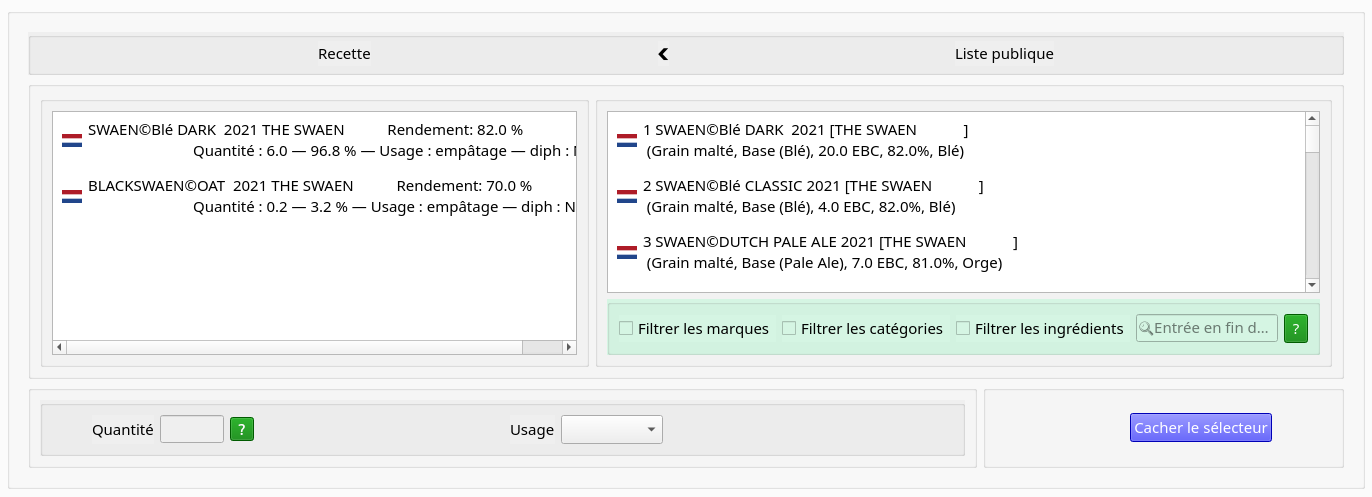 Recette
Liste publique
SWAEN©Blé DARK 2021 THE SWAEN Rendement: 82.0 %
Quantité : 6.0 — 96.8 % — Usage : empâtage — diph :
BLACKSWAEN©OAT 2021 THE SWAEN Rendement: 70.0 %
Quantité : 0.2 — 3.2 % — Usage : empâtage — diph : N
1 SWAEN©Blé DARK 2021 [THE SWAEN ]
(Grain malté, Base (Blé), 20.0 EBC, 82.0%, Blé)
2 SWAEN©Blé CLASSIC 2021 [THE SWAEN ]
(Grain malté, Base (Blé), 4.0 EBC, 82.0%, Blé)
3 SWAEN©DUTCH PALE ALE 2021 [THE SWAEN ]
(Grain malté, Base (Pale Ale), 7.0 EBC, 81.0%, Orge)
Filtrer les marques Filtrer les catégories Filtrer les ingrédients Entrée en fin d... ?
Quantité ? Usage
Cacher le sélecteur